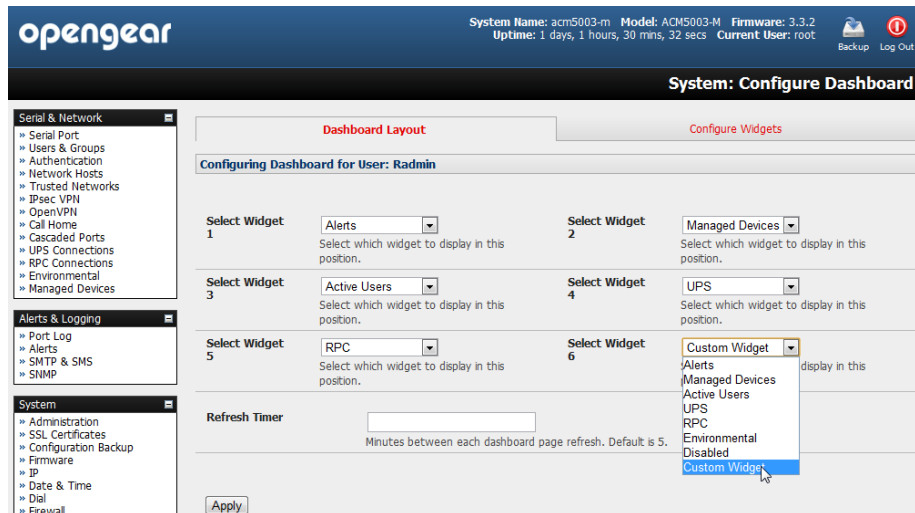 opengear
System Name: acm5003-m Model: ACM5003-M Firmware: 3.3.2
Uptime: 1 days, 1 hours, 30 mins, 32 secs Current User: root
Backup Log Out
System: Configure Dashboard
Serial & Network
» Serial Port
» Users & Groups
» Authentication
» Network Hosts
» Trusted Networks
» IPsec VPN
» OpenVPN
» Call Home
» Cascaded Ports
» UPS Connections
» RPC Connections
» Environmental
» Managed Devices
Alerts & Logging
» Port Log
» Alerts
» SMTP & SMS
» SNMP
System
» Administration
» SSL Certificates
» Configuration Backup
» Firmware
» IP
» Date & Time
» Dial
» Firewall
Dashboard Layout
Configure Widgets
Configuring Dashboard for User: Radmin
Select Widget
1
Alerts
Select which widget to display in this
position.
Select Widget
2
Managed Devices
Select which widget to display in this
position.
Select Widget
3
Active Users
Select which widget to display in this
position.
Select Widget
4
UPS
Select which widget to display in this
position.
Select Widget
5
RPC
Select which widget to display in this
position.
Select Widget
6
Custom Widget
display in this
Alerts
Managed Devices
Active Users
UPS
RPC
Environmental
Disabled
Custom Widget
Refresh Timer
Minutes between each dashboard page refresh. Default is 5.
Apply